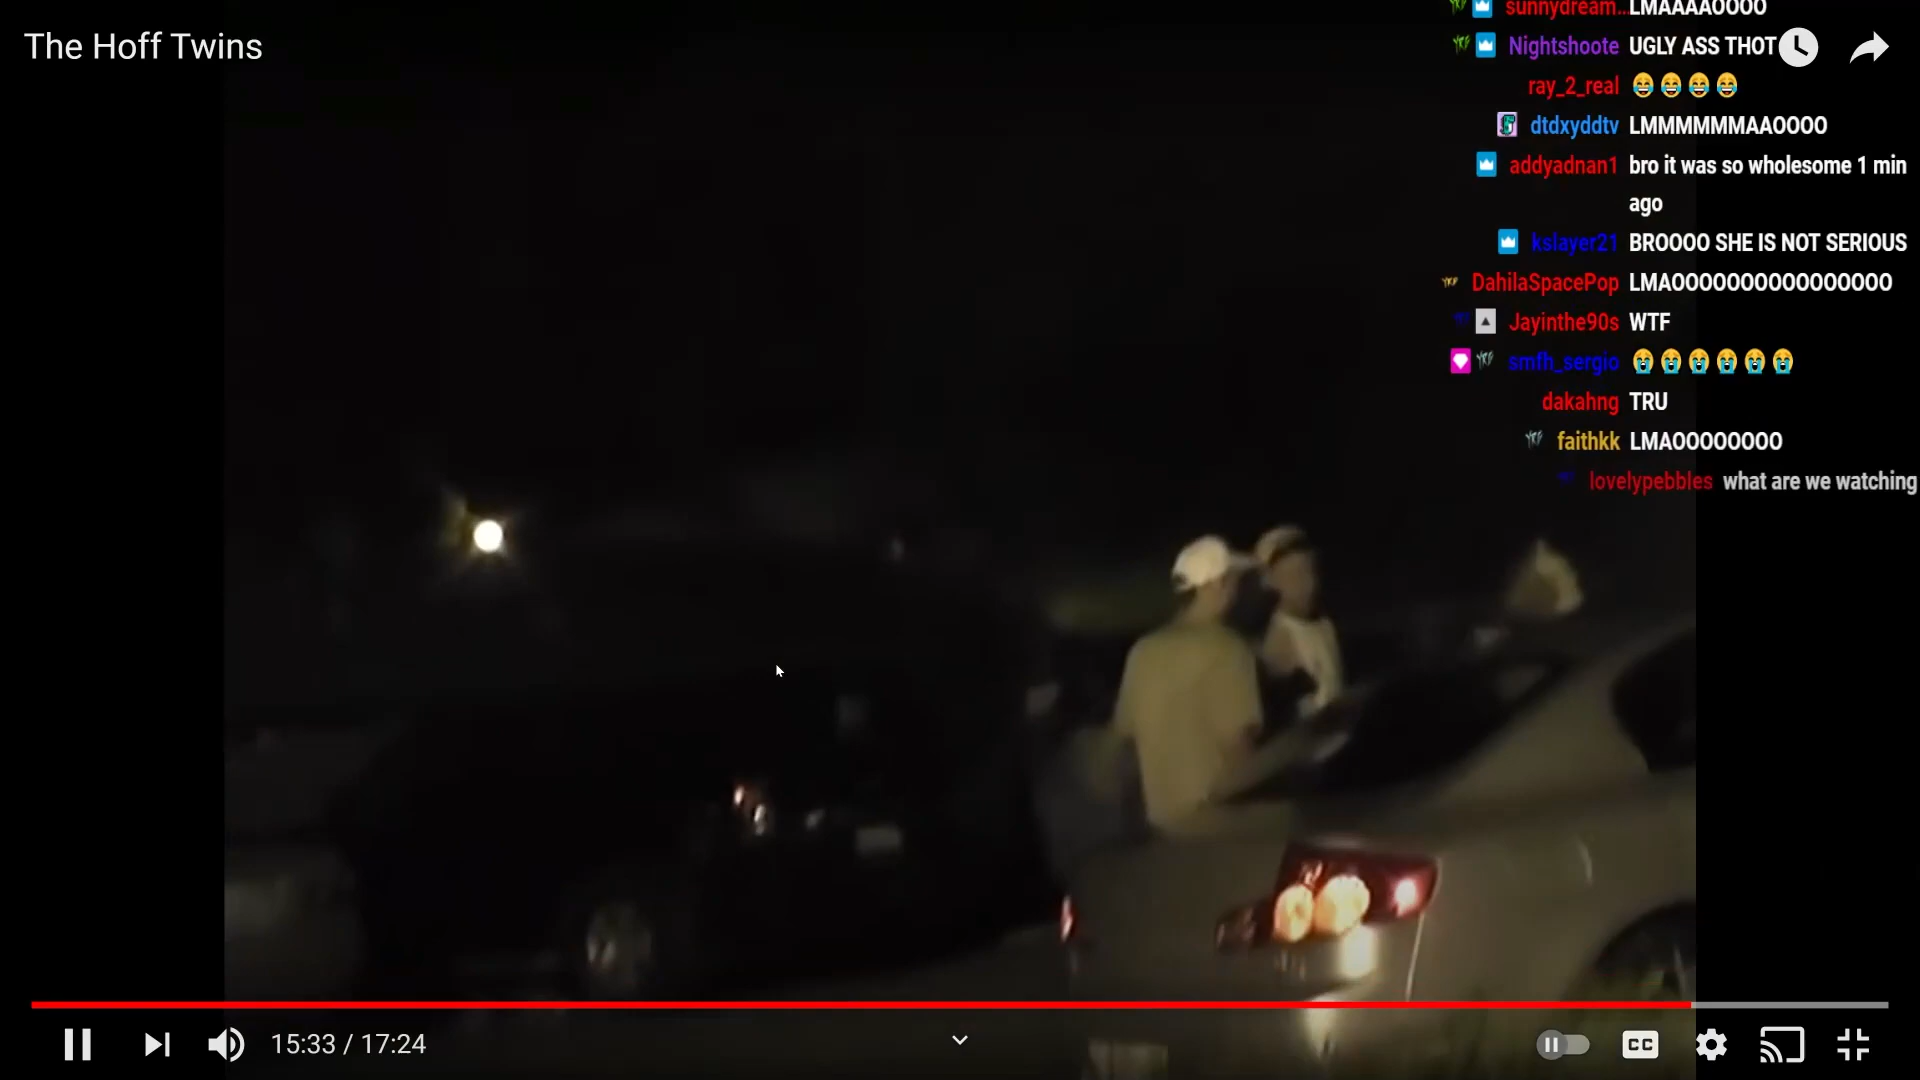 The Hoff Twins
sunnydream... LMAAAAOOOO
Nightshoote UGLY ASS THOT
ray_2_real 😂😂😂😂
dtdxyddtv LMMMMMMAAOOOO
addyadnan1 bro it was so wholesome 1 min
ago
kslayer21 BROOOO SHE IS NOT SERIOUS
DahilaSpacePop LMAOOOOOOOOOOOOOOOO
Jayinthe90s WTF
smfh_sergio 😭😭😭😭😭😭
dakahng TRU
faithkk LMAOOOOOOOO
lovelypebbles what are we watching
15:33 / 17:24
CC